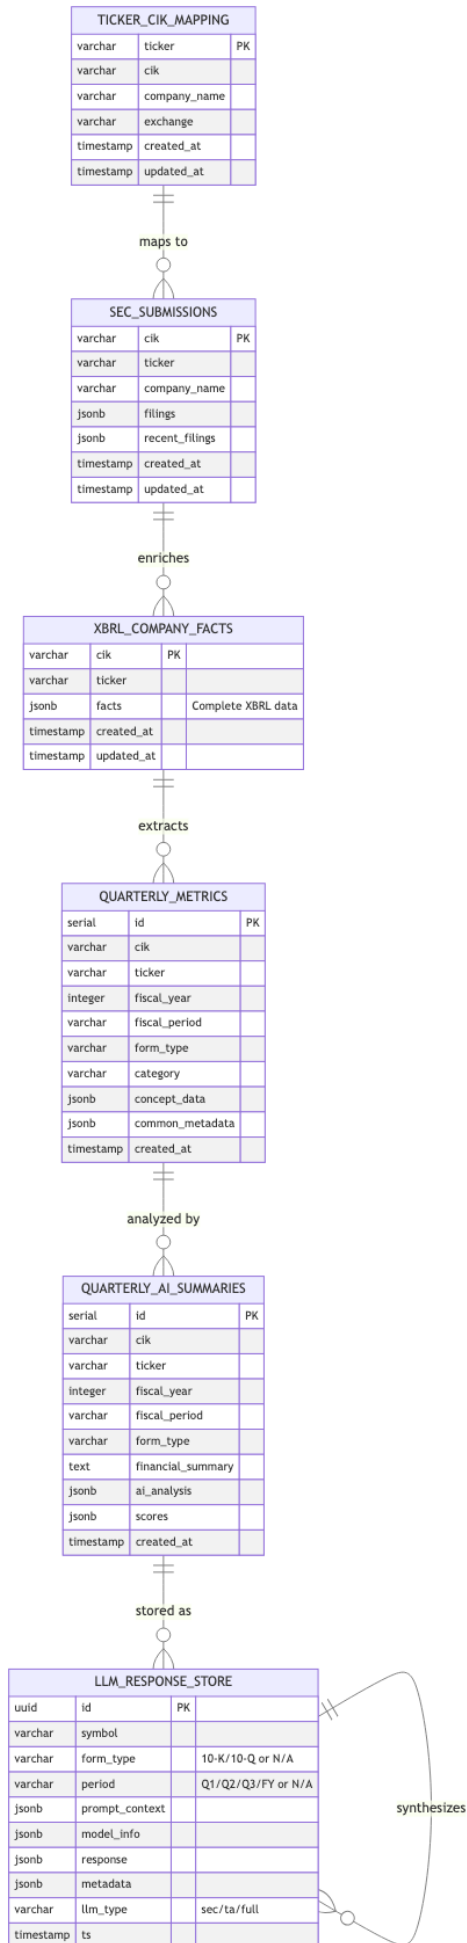 TICKER_CIK_MAPPING
varchar ticker PK
varchar cik
varchar company_name
varchar exchange
timestamp created_at
timestamp updated_at
maps to
SEC_SUBMISSIONS
varchar cik PK
varchar ticker
varchar company_name
jsonb filings
jsonb recent_filings
timestamp created_at
timestamp updated_at
enriches
XBRL_COMPANY_FACTS
varchar cik PK
varchar ticker
jsonb facts Complete XBRL data
timestamp created_at
timestamp updated_at
extracts
QUARTERLY_METRICS
serial id PK
varchar cik
varchar ticker
integer fiscal_year
varchar fiscal_period
varchar form_type
varchar category
jsonb concept_data
jsonb common_metadata
timestamp created_at
analyzed by
QUARTERLY_AI_SUMMARIES
serial id PK
varchar cik
varchar ticker
integer fiscal_year
varchar fiscal_period
varchar form_type
text financial_summary
jsonb ai_analysis
jsonb scores
timestamp created_at
stored as
LLM_RESPONSE_STORE
uuid id PK
varchar symbol
varchar form_type 10-K/10-Q or N/A
varchar period Q1/Q2/Q3/FY or N/A
jsonb prompt_context
synthesizes
jsonb model_info
jsonb response
jsonb metadata
varchar llm_type sec/ta/full
timestamp ts